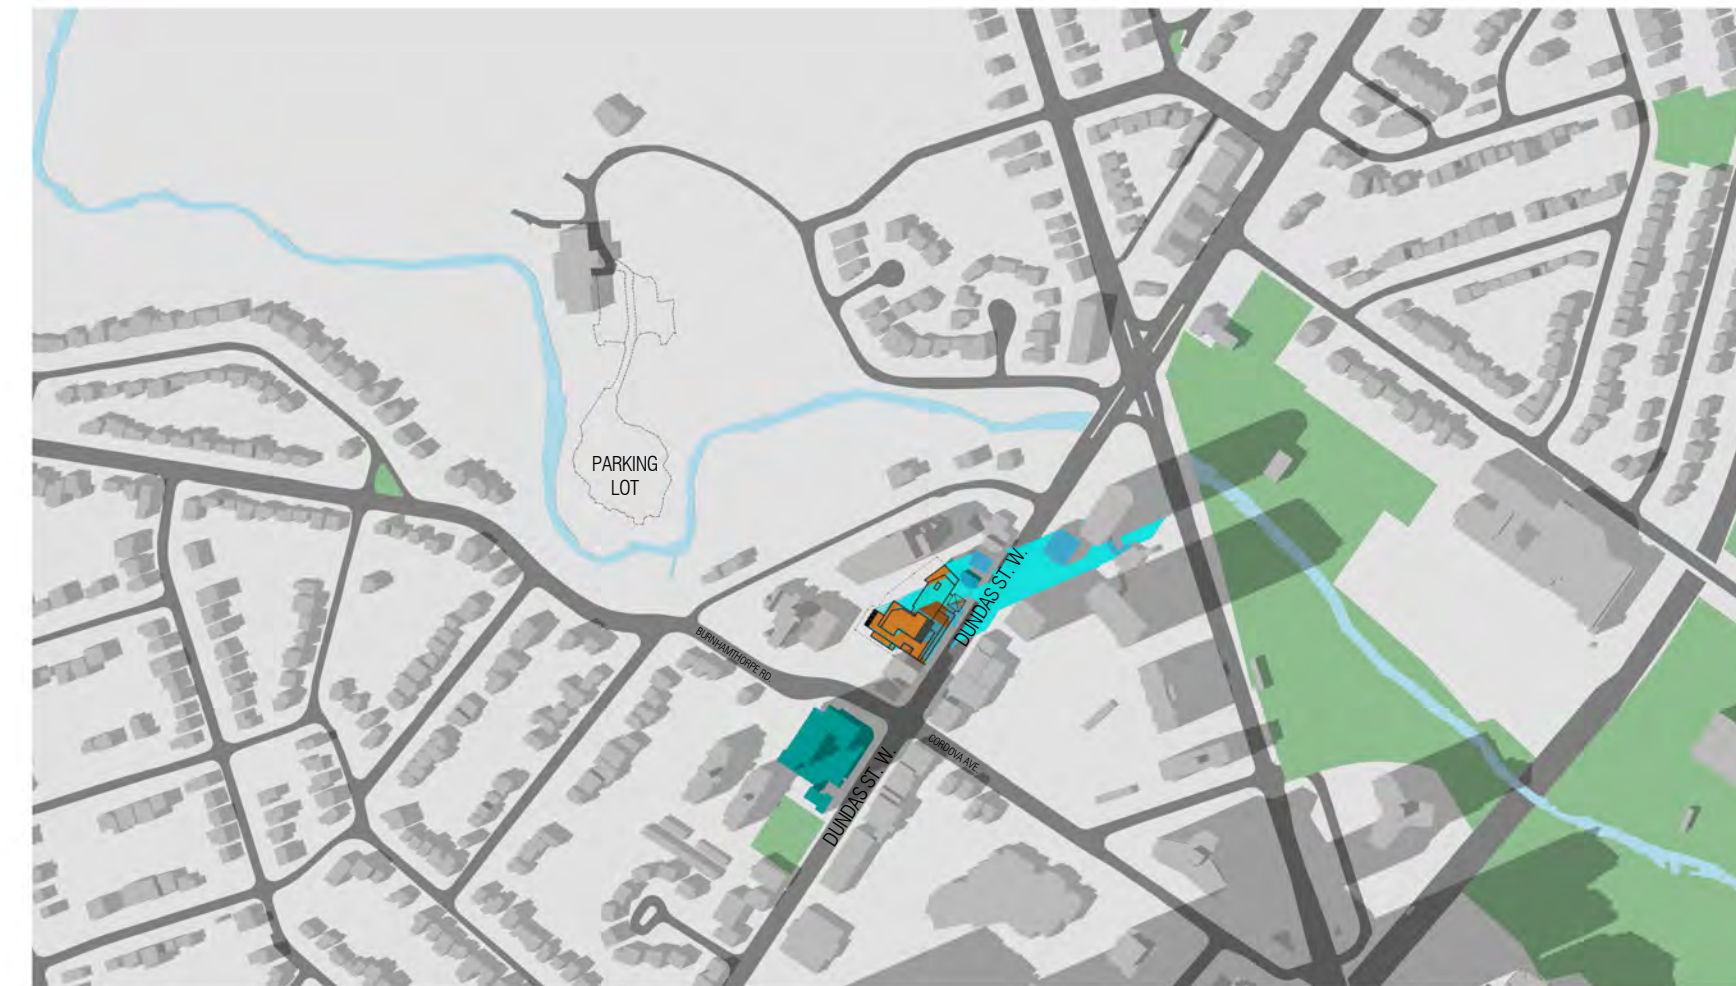 PARKING
LOT
DUNDAS ST. W.
BURNHAMTHORPE RD
CORDOVA AVE.
DUNDAS ST. W.